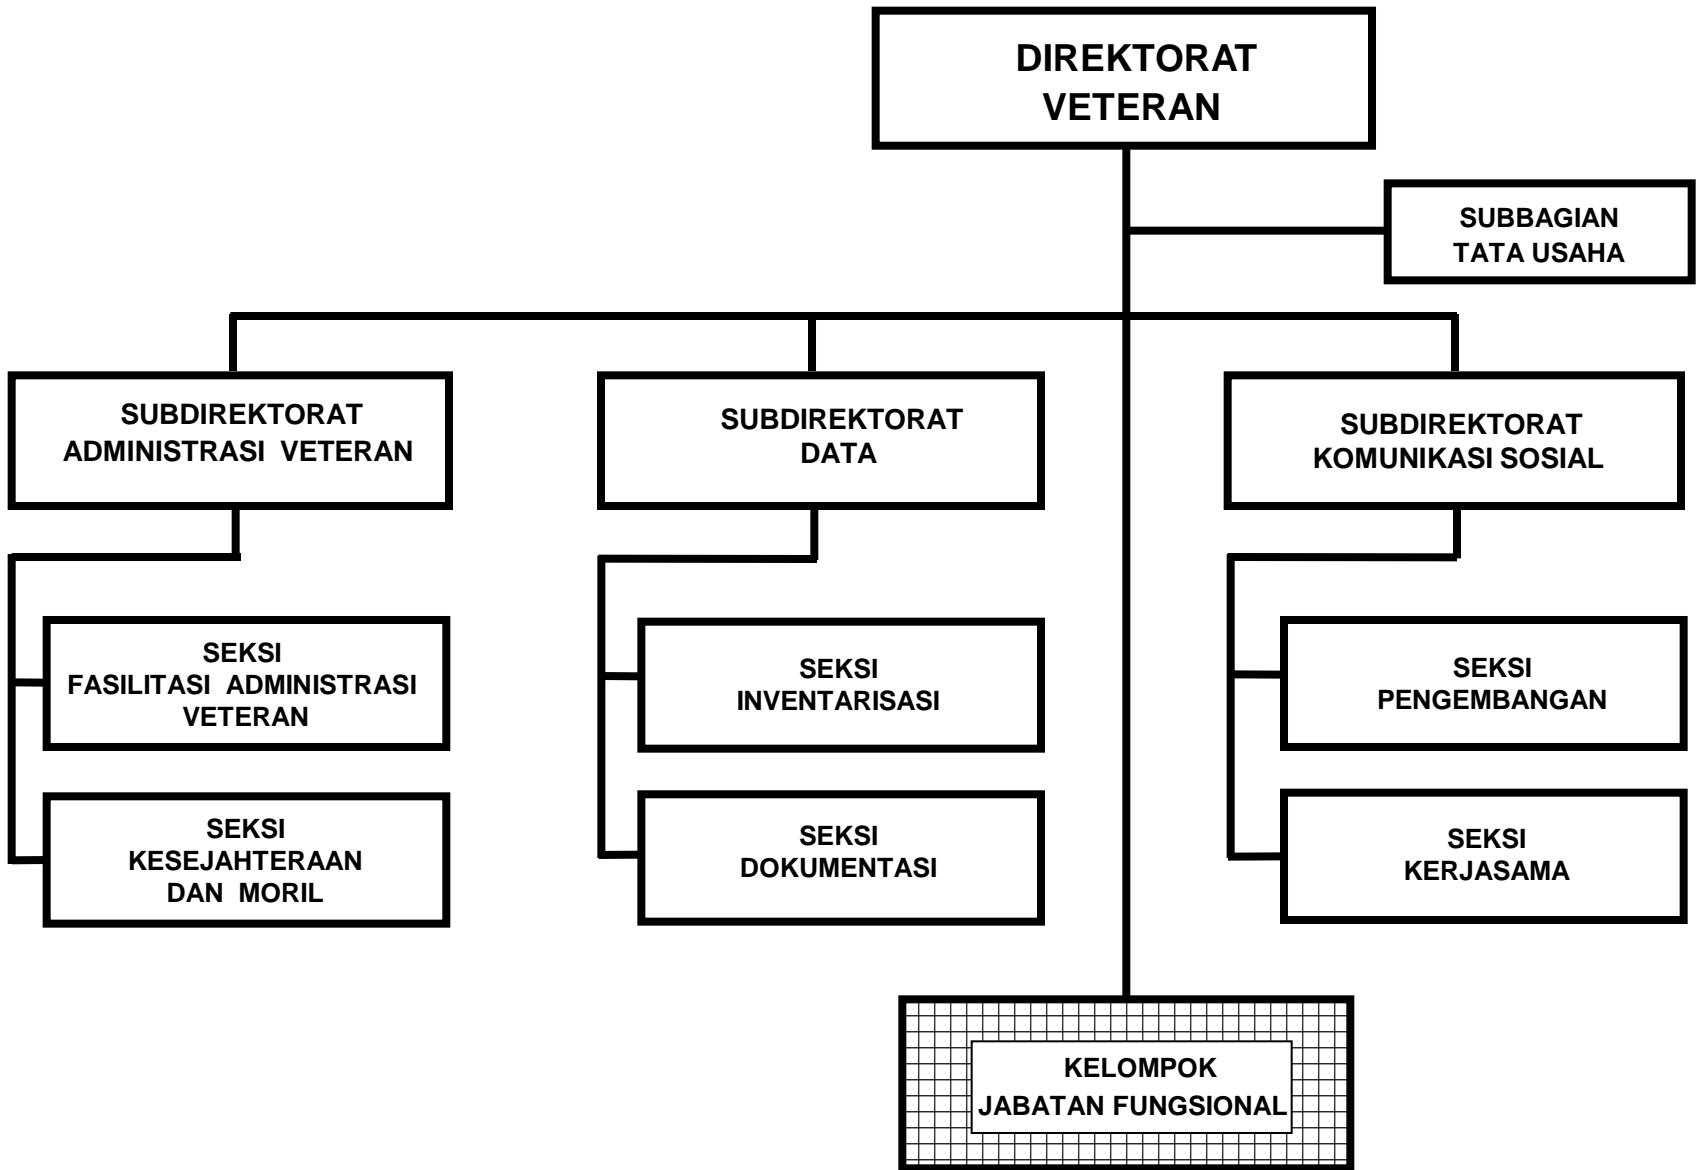 DIREKTORAT
VETERAN
SUBBAGIAN
TATA USAHA
SUBDIREKTORAT
ADMINISTRASI VETERAN
SUBDIREKTORAT
DATA
SUBDIREKTORAT
KOMUNIKASI SOSIAL
SEKSI
FASILITASI ADMINISTRASI
VETERAN
SEKSI
INVENTARISASI
SEKSI
PENGEMBANGAN
SEKSI
KESEJAHTERAAN
DAN MORIL
SEKSI
DOKUMENTASI
SEKSI
KERJASAMA
KELOMPOK
JABATAN FUNGSIONAL